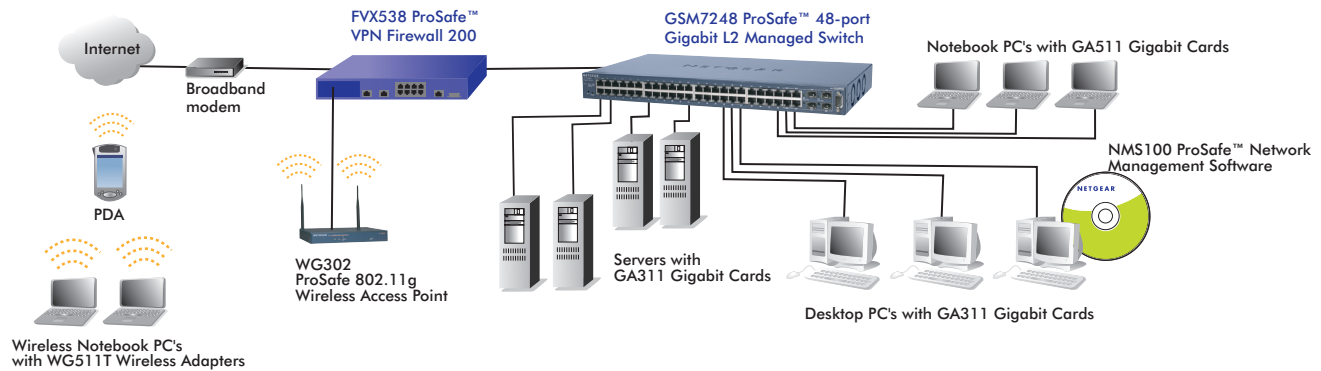 FVX538 ProSafe™
VPN Firewall 200
GSM7248 ProSafe™ 48-port
Gigabit L2 Managed Switch
Internet
Broadband
modem
NETGEAR
Notebook PC's with GA511 Gigabit Cards
NMS100 ProSafe™ Network
Management Software
NETGEAR
PDA
WG302
ProSafe 802.11g
Wireless Access Point
Servers with
GA311 Gigabit Cards
Desktop PC's with GA311 Gigabit Cards
Wireless Notebook PC's
with WG511T Wireless Adapters